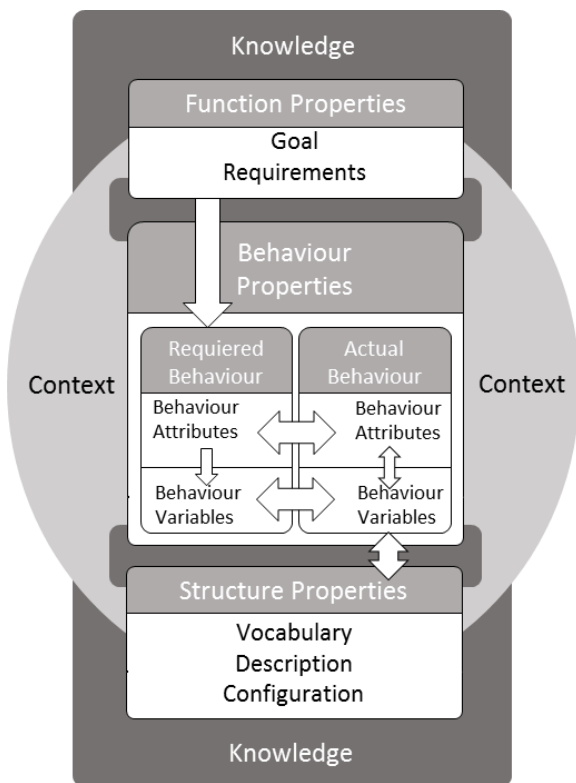 Knowledge
Function Properties
Goal
Requirements
Behaviour
Properties
Context
Context
Requiered
Behaviour
Behaviour
Attributes
Behaviour
Variables
Actual
Behaviour
Behaviour
Attributes
Behaviour
Variables
Structure Properties
Vocabulary
Description
Configuration
Knowledge